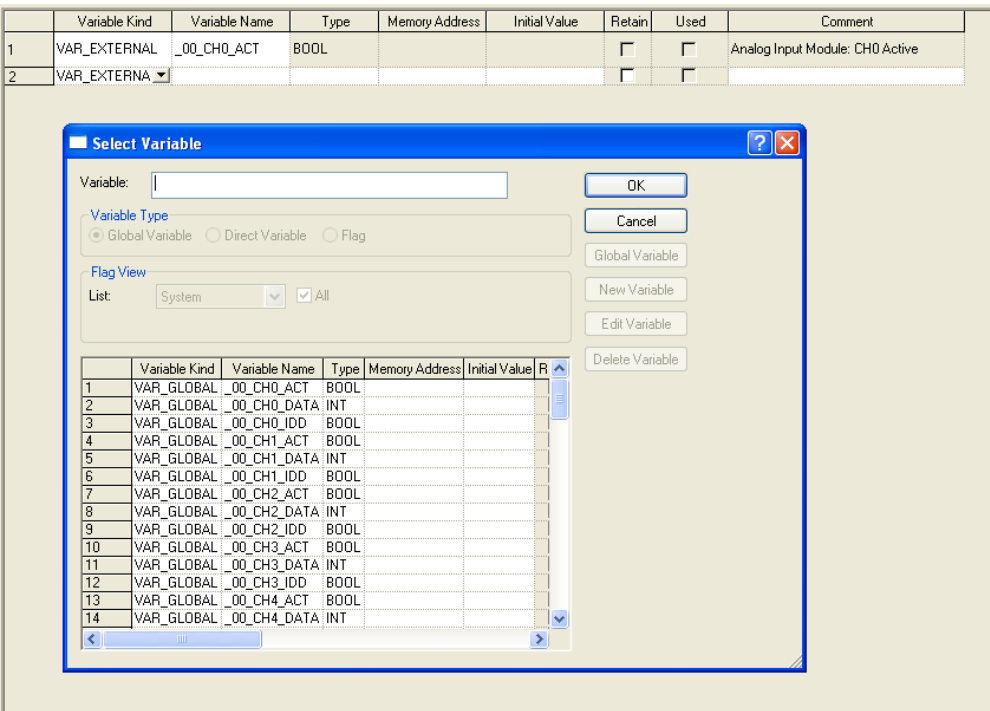 Variable Kind Variable Name Type Memory Address Initial Value Retain Used Comment
1 VAR_EXTERNAL _00_CH0_ACT BOOL Analog Input Module: CH0 Active
2 VAR_EXTERNA
Select Variable
Variable: OK
Variable Type Cancel
Global Variable Direct Variable Flag
Global Variable
Flag View
List: System All New Variable
Edit Variable
Delete Variable
Variable Kind Variable Name Type Memory Address Initial Value R
1 VAR_GLOBAL _00_CH0_ACT BOOL
2 VAR_GLOBAL _00_CH0_DATA INT
3 VAR_GLOBAL _00_CH0_IDD BOOL
4 VAR_GLOBAL _00_CH1_ACT BOOL
5 VAR_GLOBAL _00_CH1_DATA INT
6 VAR_GLOBAL _00_CH1_IDD BOOL
7 VAR_GLOBAL _00_CH2_ACT BOOL
8 VAR_GLOBAL _00_CH2_DATA INT
9 VAR_GLOBAL _00_CH2_IDD BOOL
10 VAR_GLOBAL _00_CH3_ACT BOOL
11 VAR_GLOBAL _00_CH3_DATA INT
12 VAR_GLOBAL _00_CH3_IDD BOOL
13 VAR_GLOBAL _00_CH4_ACT BOOL
14 VAR_GLOBAL _00_CH4_DATA INT